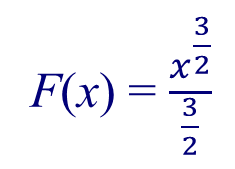 F(x) = x^{3/2} / (3/2)